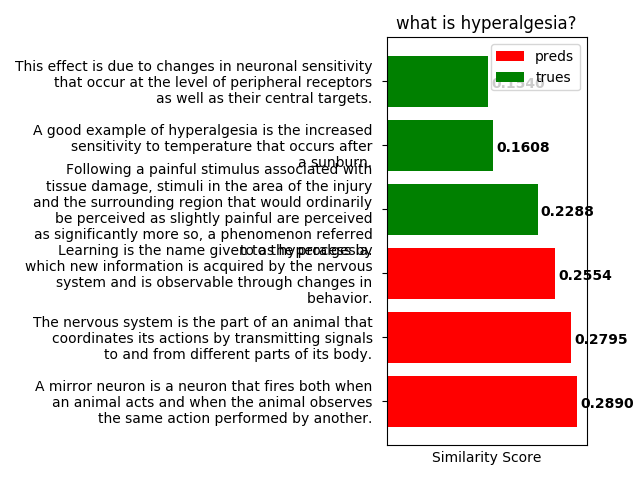 what is hyperalgesia?
preds
trues
This effect is due to changes in neuronal sensitivity
that occur at the level of peripheral receptors
as well as their central targets.
A good example of hyperalgesia is the increased
sensitivity to temperature that occurs after
a sunburn.
0.1608
Following a painful stimulus associated with
tissue damage, stimuli in the area of the injury
and the surrounding region that would ordinarily
be perceived as slightly painful are perceived
as significantly more so, a phenomenon referred
to as hyperalgesia.
0.2288
Learning is the name given to the process by
which new information is acquired by the nervous
system and is observable through changes in
behavior.
0.2554
The nervous system is the part of an animal that
coordinates its actions by transmitting signals
to and from different parts of its body.
0.2795
A mirror neuron is a neuron that fires both when
an animal acts and when the animal observes
the same action performed by another.
0.2890
Similarity Score